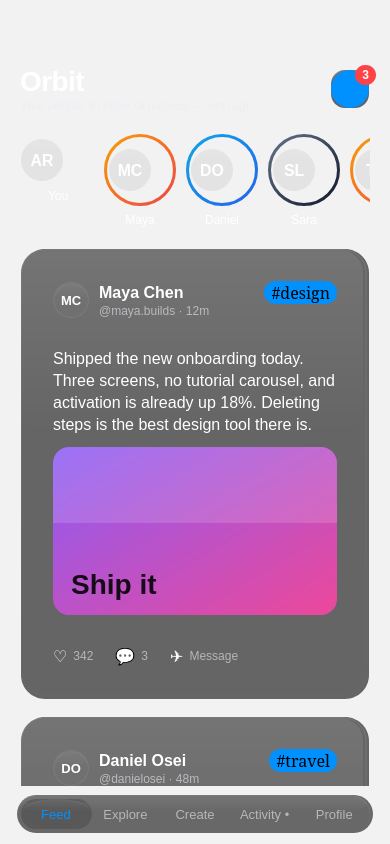 Orbit
3
AR
MC
DO
SL
You
Maya
Daniel
Sara
MC
Maya Chen
#design
@maya.builds · 12m
Shipped the new onboarding today.
Three screens, no tutorial carousel, and
activation is already up 18%. Deleting
steps is the best design tool there is.
Ship it
342
3
Message
DO
Daniel Osei
#travel
@danielosei · 48m
Feed
Explore
Create
Activity •
Profile